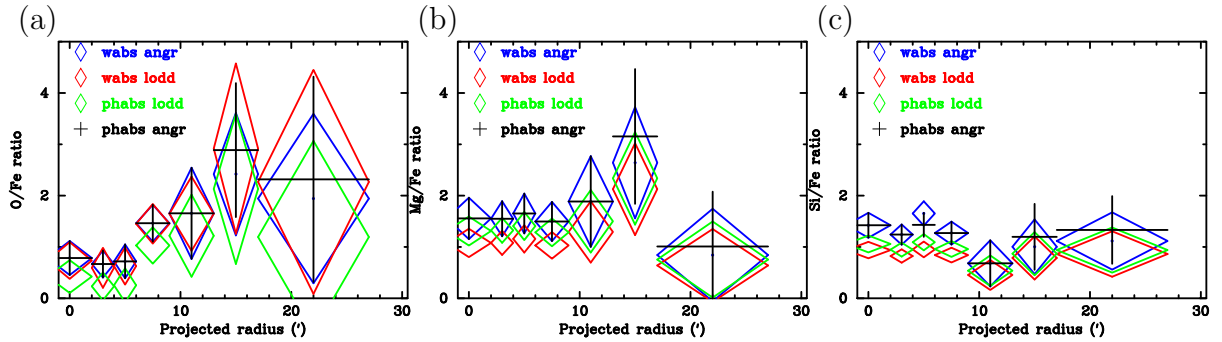 (a)
O/Fe ratio
wabs angr
wabs lodd
phabs lodd
phabs angr
0
2
4
0
10
20
30
Projected radius (')
(b)
Mg/Fe ratio
wabs angr
wabs lodd
phabs lodd
phabs angr
0
2
4
0
10
20
30
Projected radius (')
(c)
Si/Fe ratio
wabs angr
wabs lodd
phabs lodd
phabs angr
0
2
4
0
10
20
30
Projected radius (')